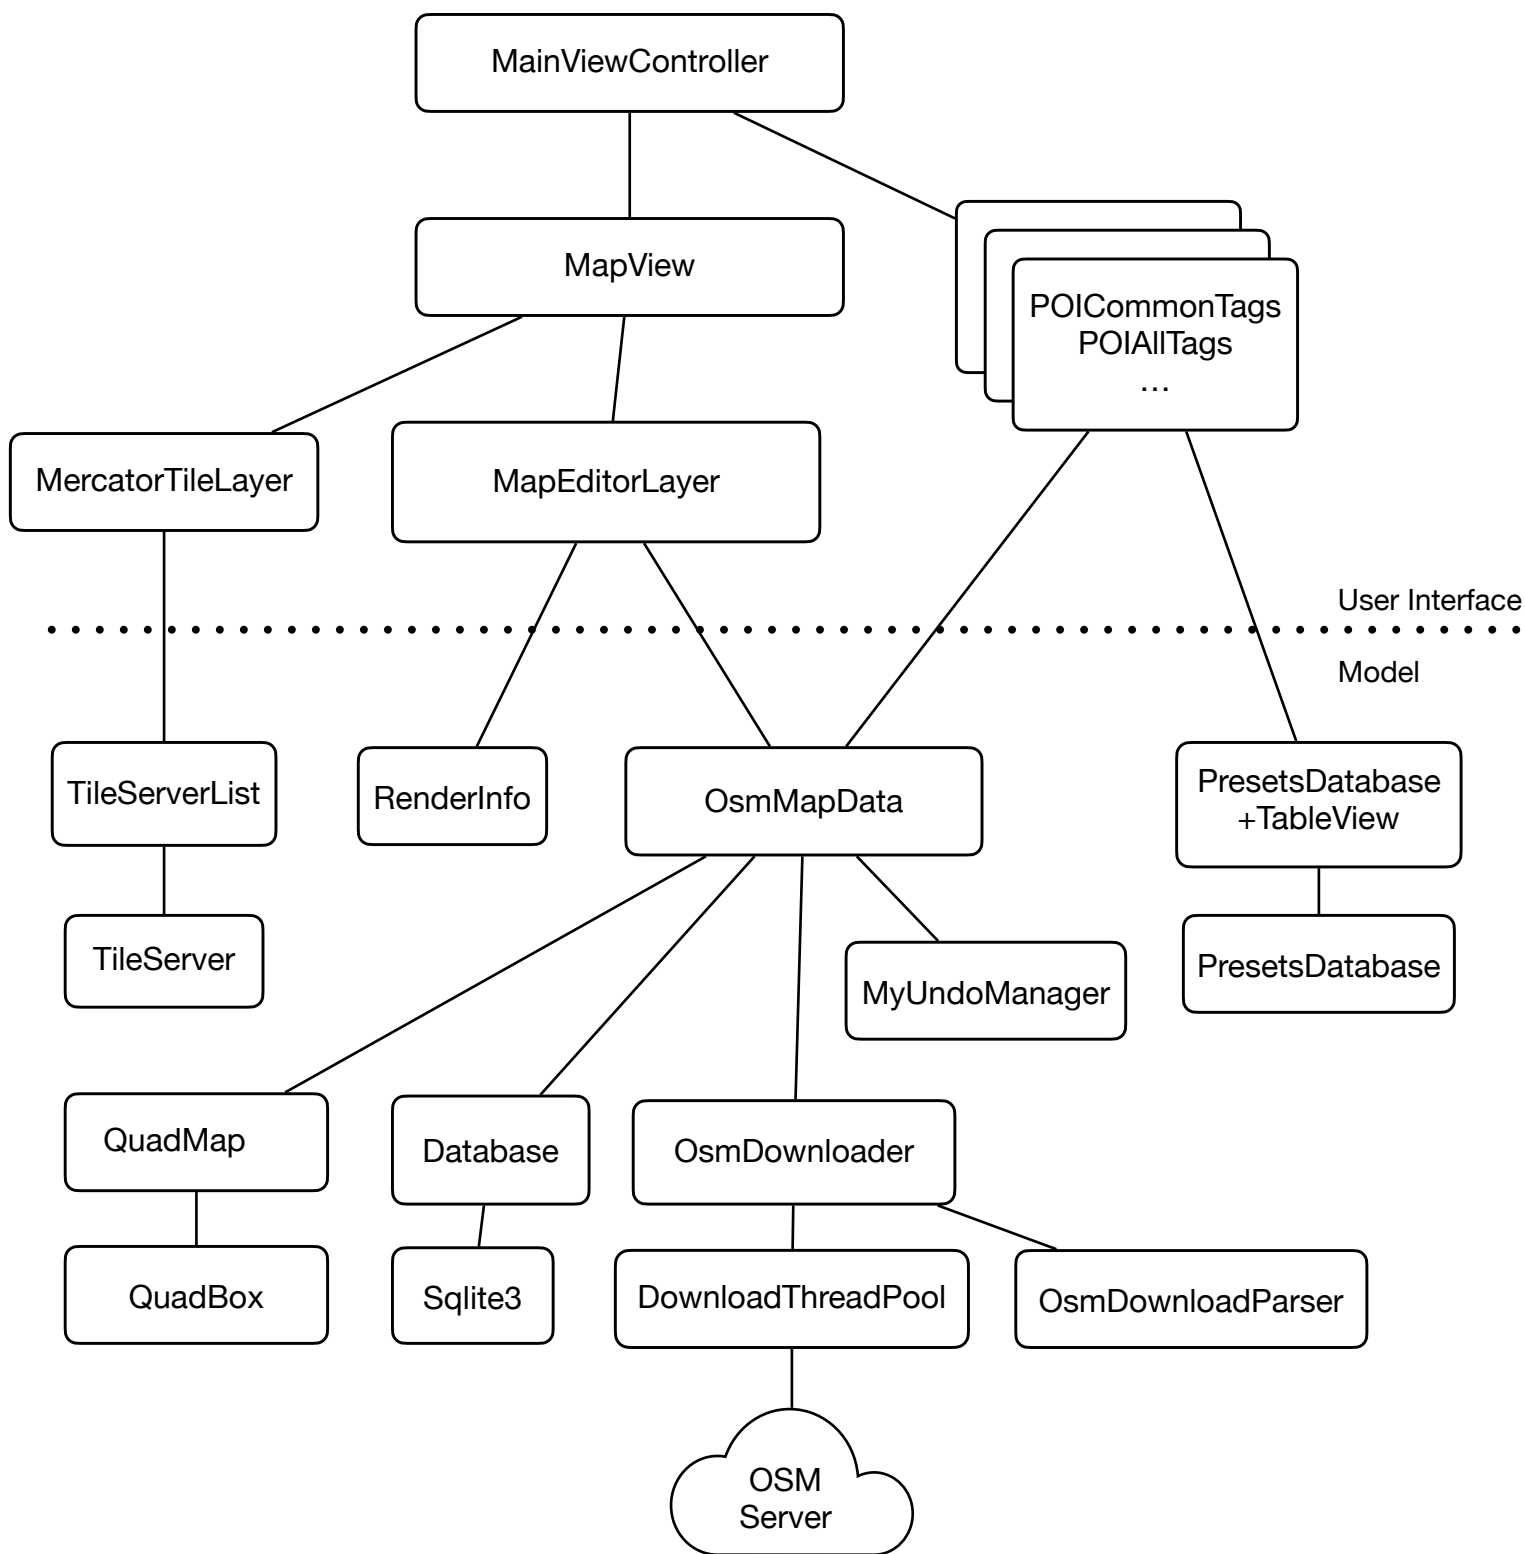 MainViewController
MapView
POICommonTags
POIAllTags
...
MercatorTileLayer
MapEditorLayer
User Interface
Model
TileServerList
RenderInfo
OsmMapData
PresetsDatabase
+TableView
TileServer
MyUndoManager
PresetsDatabase
QuadMap
Database
OsmDownloader
QuadBox
Sqlite3
DownloadThreadPool
OsmDownloadParser
OSM
Server